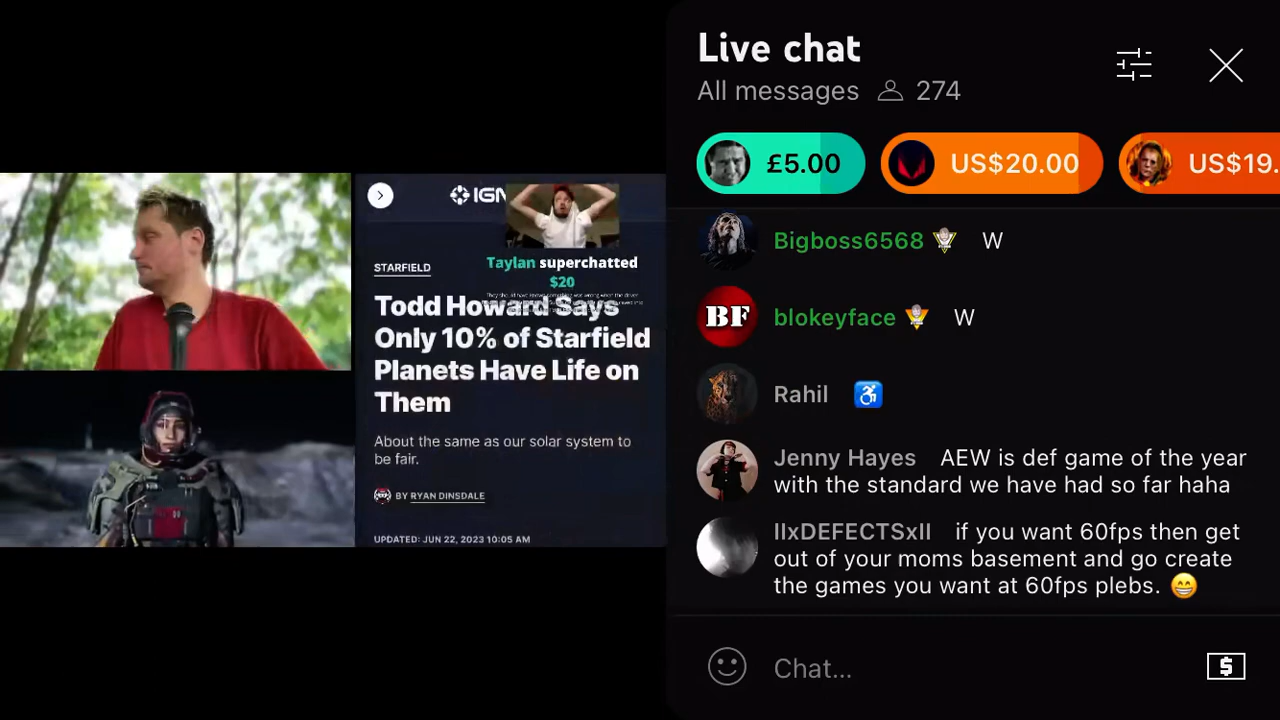 IGN
Taylan superchatted
$20
STARFIELD
Todd Howard Says
Only 10% of Starfield
Planets Have Life on
Them
About the same as our solar system to
be fair.
BY RYAN DINSDALE
UPDATED: JUN 22, 2023 10:05 AM
Live chat
All messages 274
£5.00 US$20.00 US$19.
Bigboss6568 W
BF blokeyface W
Rahil
Jenny Hayes AEW is def game of the year
with the standard we have had so far haha
IIxDEFECTSxII if you want 60fps then get
out of your moms basement and go create
the games you want at 60fps plebs.
Chat...